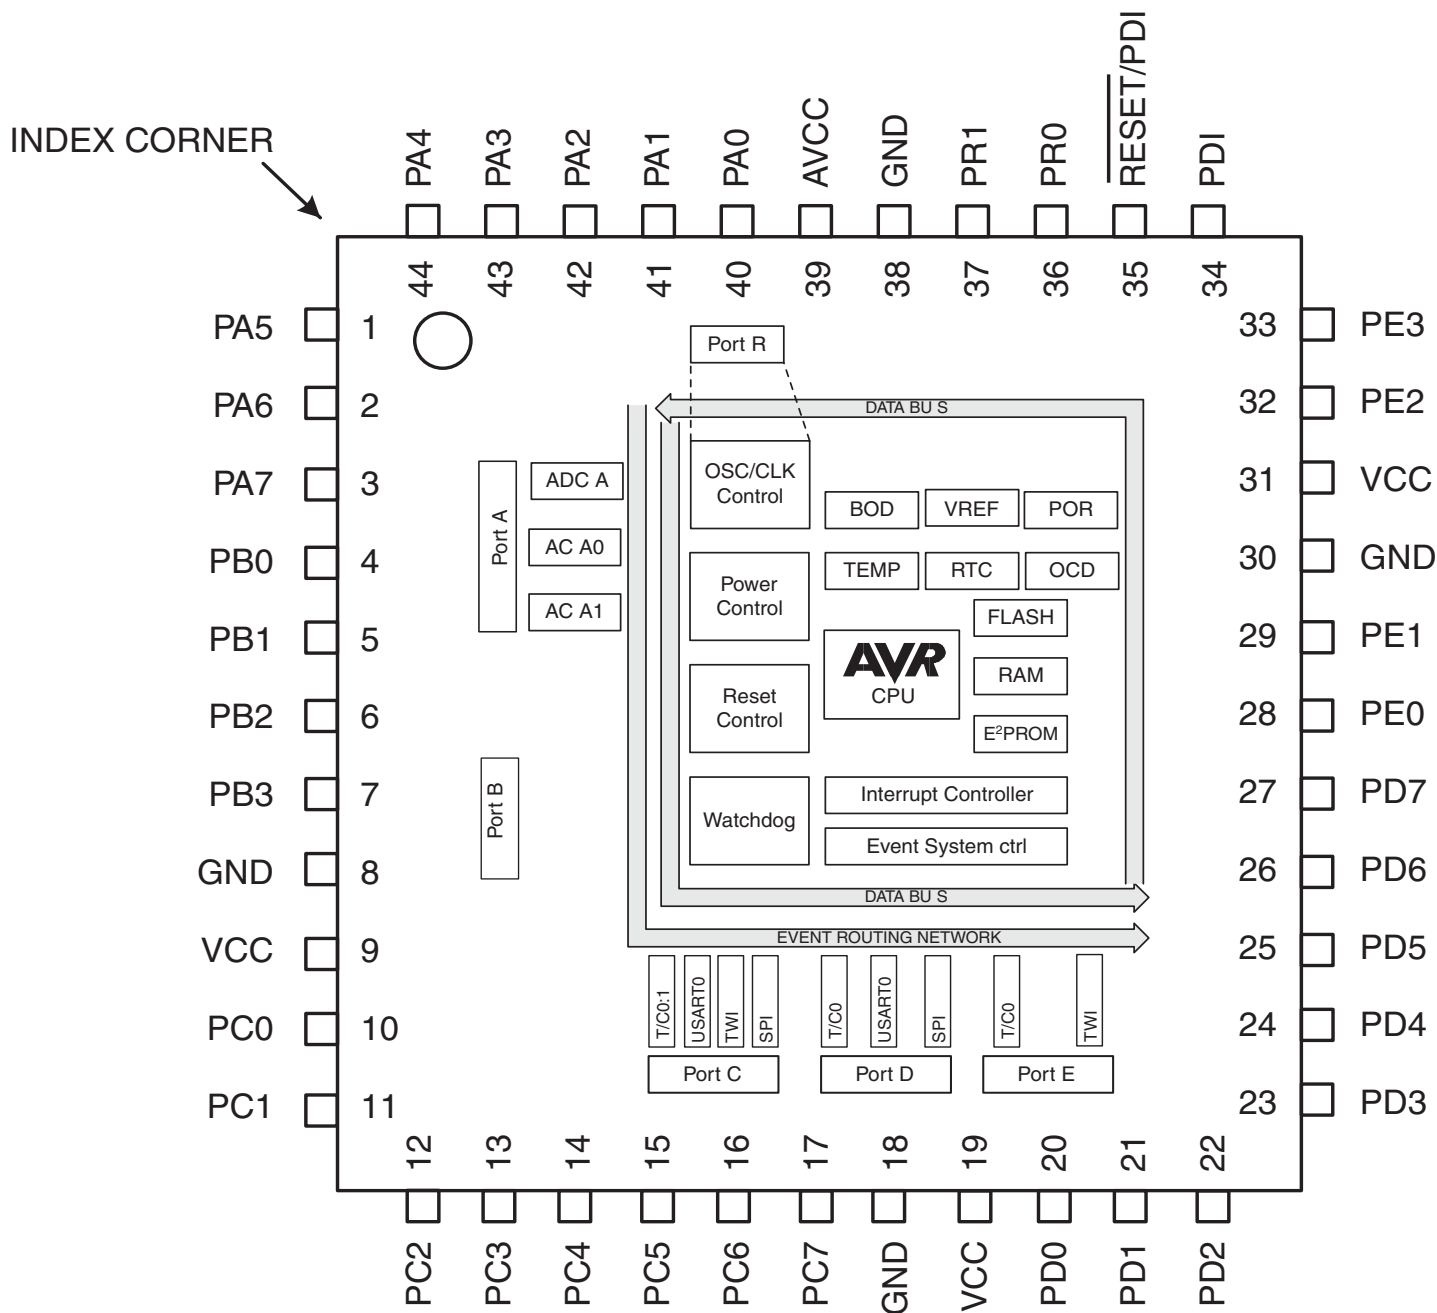 INDEX CORNER
PA4
PA3
PA2
PA1
PA0
AVCC
GND
PR1
PR0
RESET/PDI
PDI
44
43
42
41
40
39
38
37
36
35
34
PA5 1
PA6 2
PA7 3
PB0 4
PB1 5
PB2 6
PB3 7
GND 8
VCC 9
PC0 10
PC1 11
33 PE3
32 PE2
31 VCC
30 GND
29 PE1
28 PE0
27 PD7
26 PD6
25 PD5
24 PD4
23 PD3
Port R
DATA BU S
OSC/CLK
Control
Port A
ADC A
AC A0
AC A1
BOD
VREF
POR
Power
Control
TEMP
RTC
OCD
FLASH
AVR
CPU
RAM
E²PROM
Reset
Control
Port B
Watchdog
Interrupt Controller
Event System ctrl
DATA BU S
EVENT ROUTING NETWORK
T/C0:1
USART0
TWI
SPI
T/C0
USART0
SPI
T/C0
TWI
Port C
Port D
Port E
12
13
14
15
16
17
18
19
20
21
22
PC2
PC3
PC4
PC5
PC6
PC7
GND
VCC
PD0
PD1
PD2